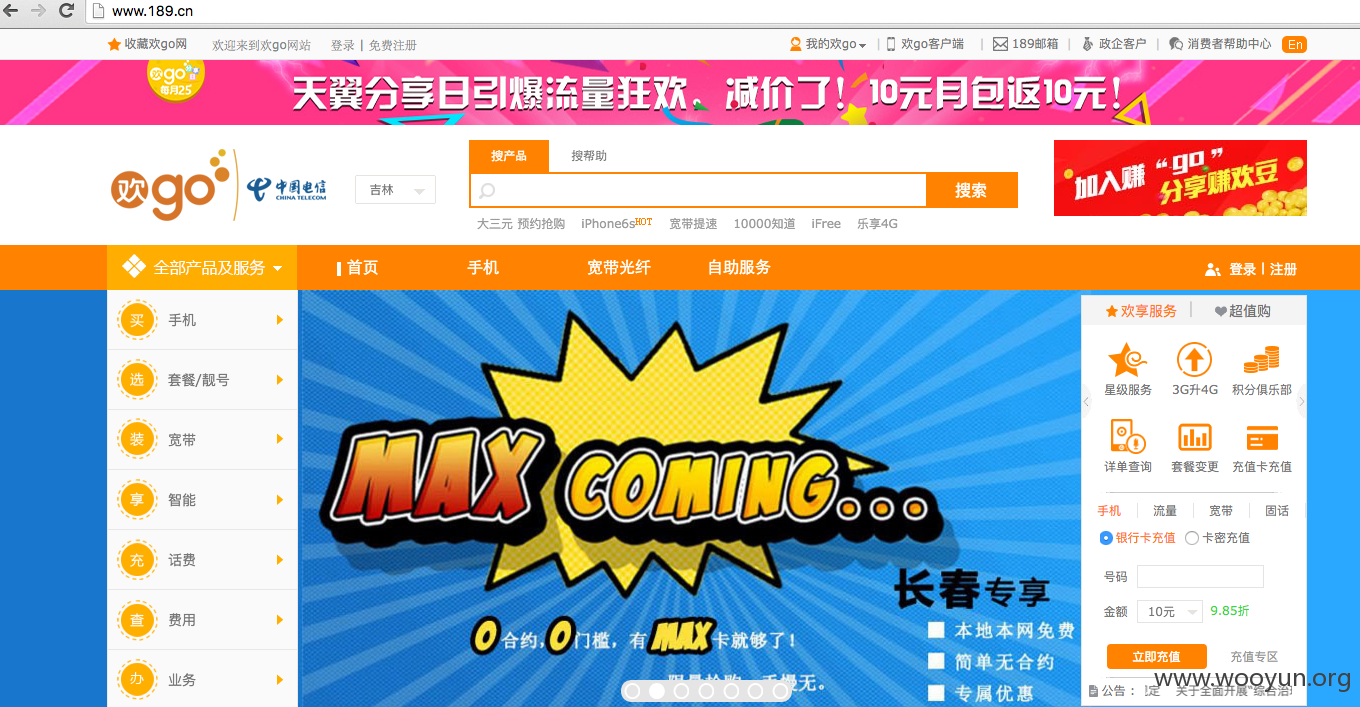 www.189.cn
收藏欢go网 欢迎来到欢go网站 登录 | 免费注册 我的欢go | 欢go客户端 | 189邮箱 | 政企客户 | 消费者帮助中心 En
欢go 每月25
天翼分享日引爆流量狂欢、减价了！10元月包返10元！
欢go 中国电信 CHINA TELECOM
吉林
搜产品 搜帮助
搜索
大三元 预约抢购 iPhone6sHOT 宽带提速 10000知道 iFree 乐享4G
加入赚“go”
分享赚欢豆
全部产品及服务 首页 手机 宽带光纤 自助服务 登录 | 注册
买 手机
选 套餐/靓号
装 宽带
享 智能
充 话费
查 费用
办 业务
MAX COMING...
长春专享
0合约,0门槛，有MAX卡就够了！
本地本网免费
简单无合约
专属优惠
欢享服务 | 超值购
星级服务 3G升4G 积分俱乐部
详单查询 套餐变更 充值卡充值
手机 流量 宽带 固话
银行卡充值 卡密充值
号码
金额 10元 9.85折
立即充值 充值专区
公告： 定 关于全面开展“综合治
www.wooyun.org